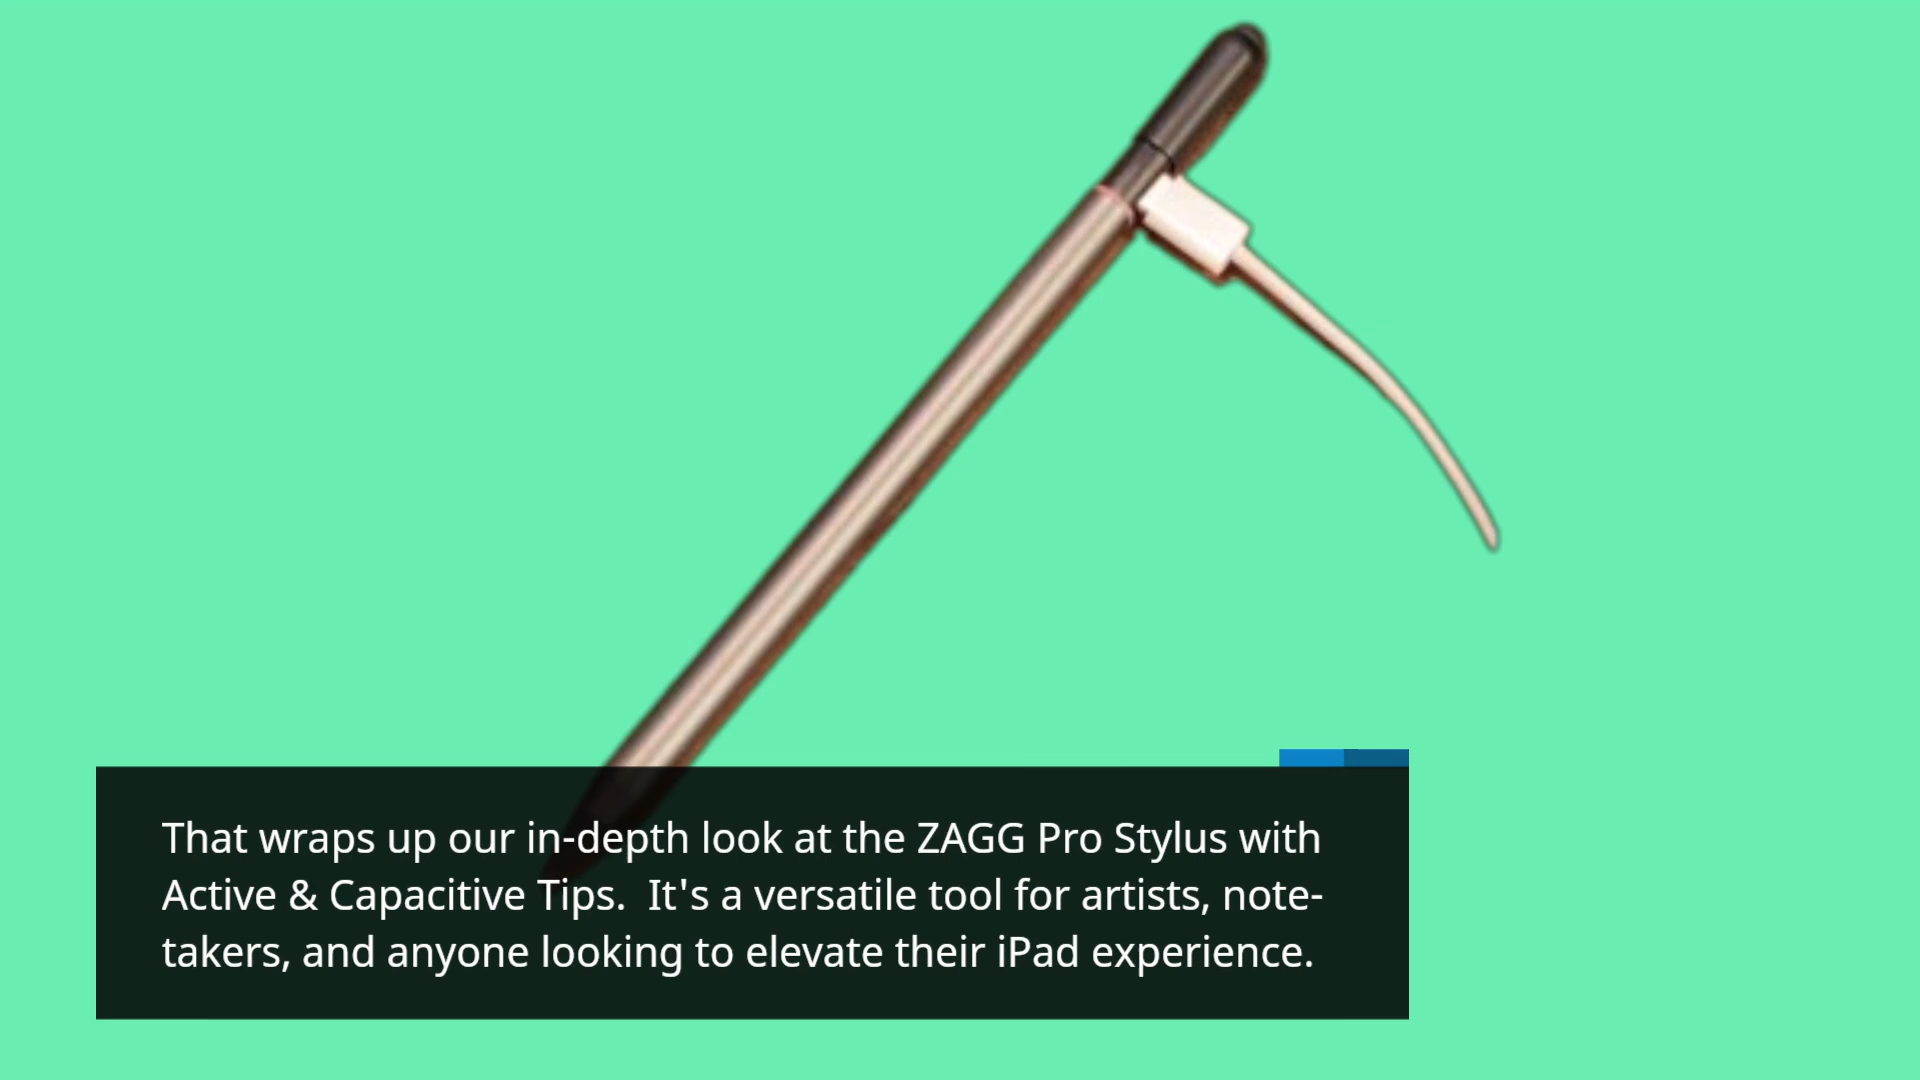 That wraps up our in-depth look at the ZAGG Pro Stylus with
Active & Capacitive Tips.  It's a versatile tool for artists, note-
takers, and anyone looking to elevate their iPad experience.